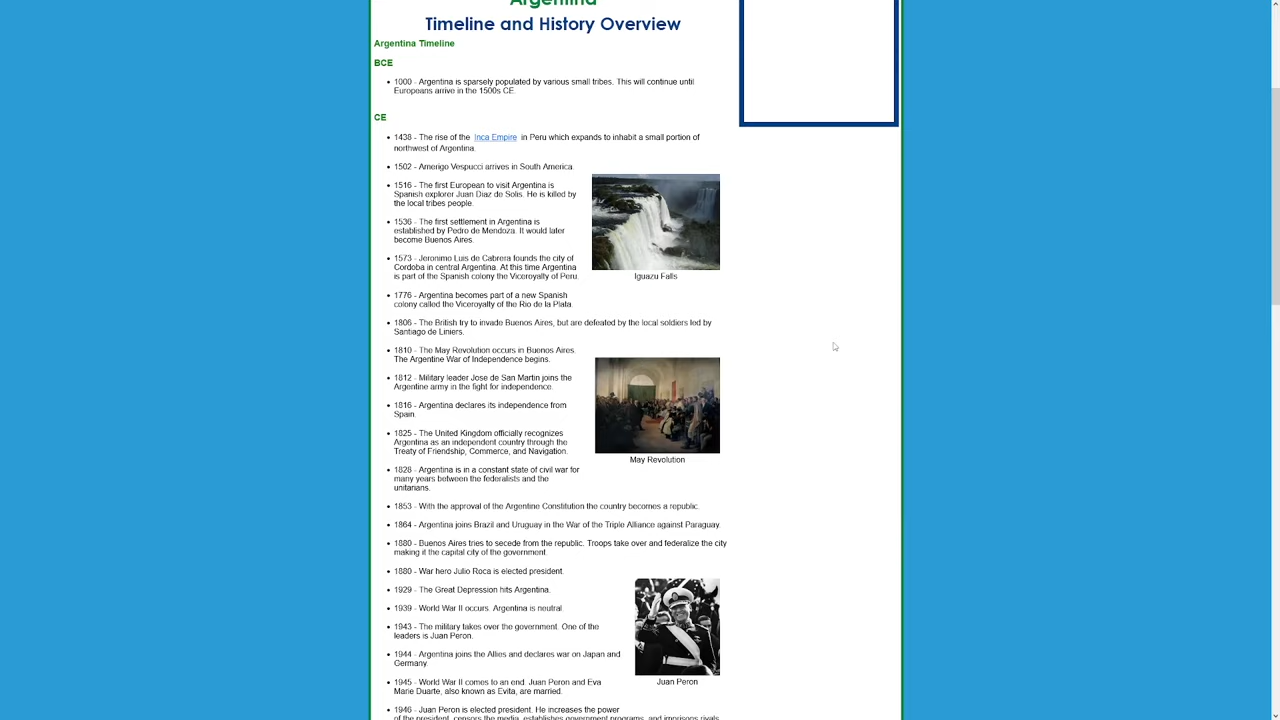 Argentina
Timeline and History Overview
Argentina Timeline
BCE
1000 - Argentina is sparsely populated by various small tribes. This will continue until
Europeans arrive in the 1500s CE.
CE
1438 - The rise of the Inca Empire in Peru which expands to inhabit a small portion of
northwest of Argentina.
1502 - Amerigo Vespucci arrives in South America.
1516 - The first European to visit Argentina is
Spanish explorer Juan Diaz de Solis. He is killed by
the local tribes people.
1536 - The first settlement in Argentina is
established by Pedro de Mendoza. It would later
become Buenos Aires.
1573 - Jeronimo Luis de Cabrera founds the city of
Cordoba in central Argentina. At this time Argentina
is part of the Spanish colony the Viceroyalty of Peru.
Iguazu Falls
1776 - Argentina becomes part of a new Spanish
colony called the Viceroyalty of the Rio de la Plata.
1806 - The British try to invade Buenos Aires, but are defeated by the local soldiers led by
Santiago de Liniers.
1810 - The May Revolution occurs in Buenos Aires.
The Argentine War of Independence begins.
1812 - Military leader Jose de San Martin joins the
Argentine army in the fight for independence.
1816 - Argentina declares its independence from
Spain.
1825 - The United Kingdom officially recognizes
Argentina as an independent country through the
Treaty of Friendship, Commerce, and Navigation.
May Revolution
1828 - Argentina is in a constant state of civil war for
many years between the federalists and the
unitarians.
1853 - With the approval of the Argentine Constitution the country becomes a republic.
1864 - Argentina joins Brazil and Uruguay in the War of the Triple Alliance against Paraguay.
1880 - Buenos Aires tries to secede from the republic. Troops take over and federalize the city
making it the capital city of the government.
1880 - War hero Julio Roca is elected president.
1929 - The Great Depression hits Argentina.
1939 - World War II occurs. Argentina is neutral.
1943 - The military takes over the government. One of the
leaders is Juan Peron.
1944 - Argentina joins the Allies and declares war on Japan and
Germany.
1945 - World War II comes to an end. Juan Peron and Eva
Marie Duarte, also known as Evita, are married.
Juan Peron
1946 - Juan Peron is elected president. He increases the power
of the president, censors the media, establishes government programs, and imprisons rivals